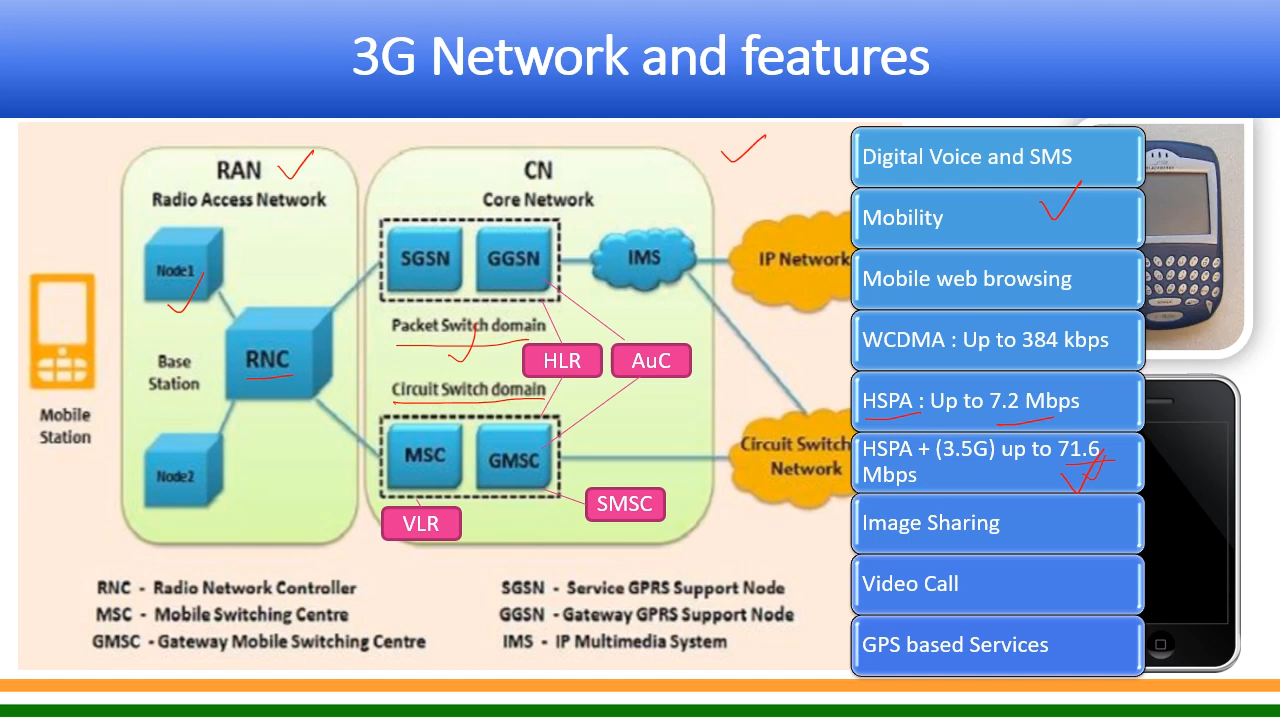 3G Network and features
RAN
Radio Access Network
Node1
RNC
Base
Station
Node2
Mobile
Station
CN
Core Network
SGSN
GGSN
IMS
IP Network
Packet Switch domain
HLR
AuC
Circuit Switch domain
MSC
GMSC
Circuit Switch
Network
VLR
SMSC
RNC - Radio Network Controller
MSC - Mobile Switching Centre
GMSC - Gateway Mobile Switching Centre
SGSN - Service GPRS Support Node
GGSN - Gateway GPRS Support Node
IMS - IP Multimedia System
Digital Voice and SMS
Mobility
Mobile web browsing
WCDMA : Up to 384 kbps
HSPA : Up to 7.2 Mbps
HSPA + (3.5G) up to 71.6
Mbps
Image Sharing
Video Call
GPS based Services